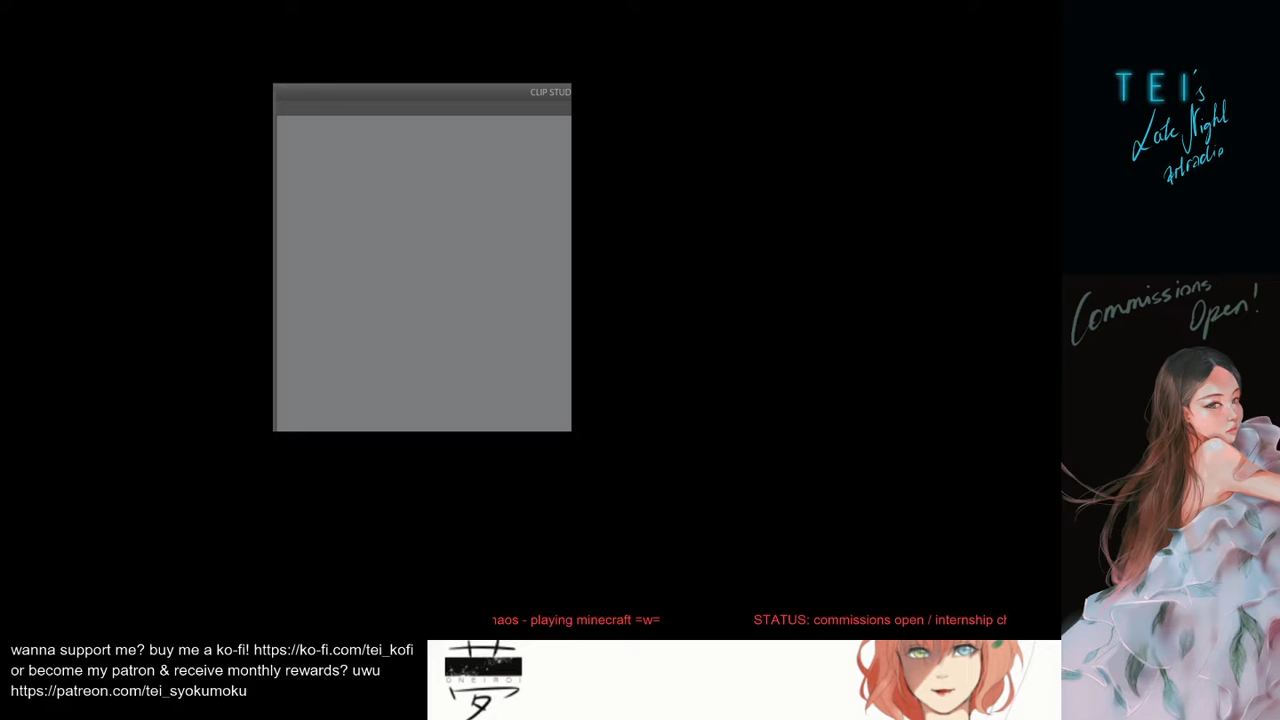 CLIP STUD
TEI's
Late Night
Artradio
Commissions
Open!
haos - playing minecraft =w=
STATUS: commissions open / internship cl
wanna support me? buy me a ko-fi! https://ko-fi.com/tei_kofi
or become my patron & receive monthly rewards? uwu
https://patreon.com/tei_syokumoku
夢
ONEIROI